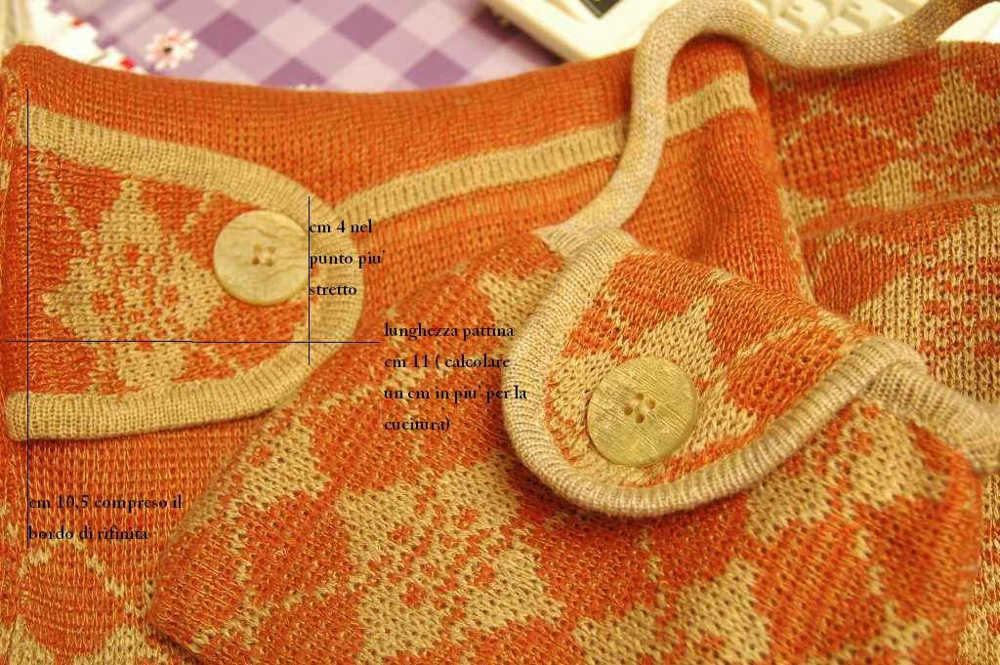 cm 4 nel
punto piu'
stretto
lunghezza pattina
cm 11 ( calcolare
un cm in piu' per la
cucitura)
cm 10,5 compreso il
bordo di rifinita